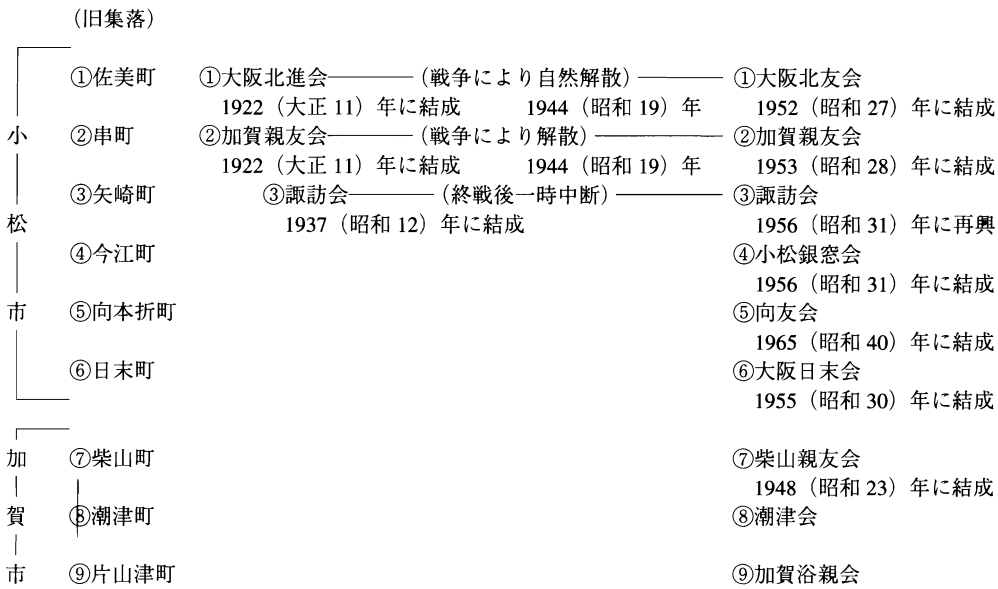 （旧集落）
①佐美町　①大阪北進会────（戦争により自然解散）────①大阪北友会
1922（大正 11）年に結成　1944（昭和 19）年　1952（昭和 27）年に結成
②串町　②加賀親友会────（戦争により解散）──────②加賀親友会
1922（大正 11）年に結成　1944（昭和 19）年　1953（昭和 28）年に結成
③矢崎町　③諏訪会────（終戦後一時中断）──────③諏訪会
1937（昭和 12）年に結成　1956（昭和 31）年に再興
④今江町　④小松銀窓会
1956（昭和 31）年に結成
⑤向本折町　⑤向友会
1965（昭和 40）年に結成
⑥日末町　⑥大阪日末会
1955（昭和 30）年に結成
小松市
⑦柴山町　⑦柴山親友会
1948（昭和 23）年に結成
⑧潮津町　⑧潮津会
⑨片山津町　⑨加賀浴親会
加賀市